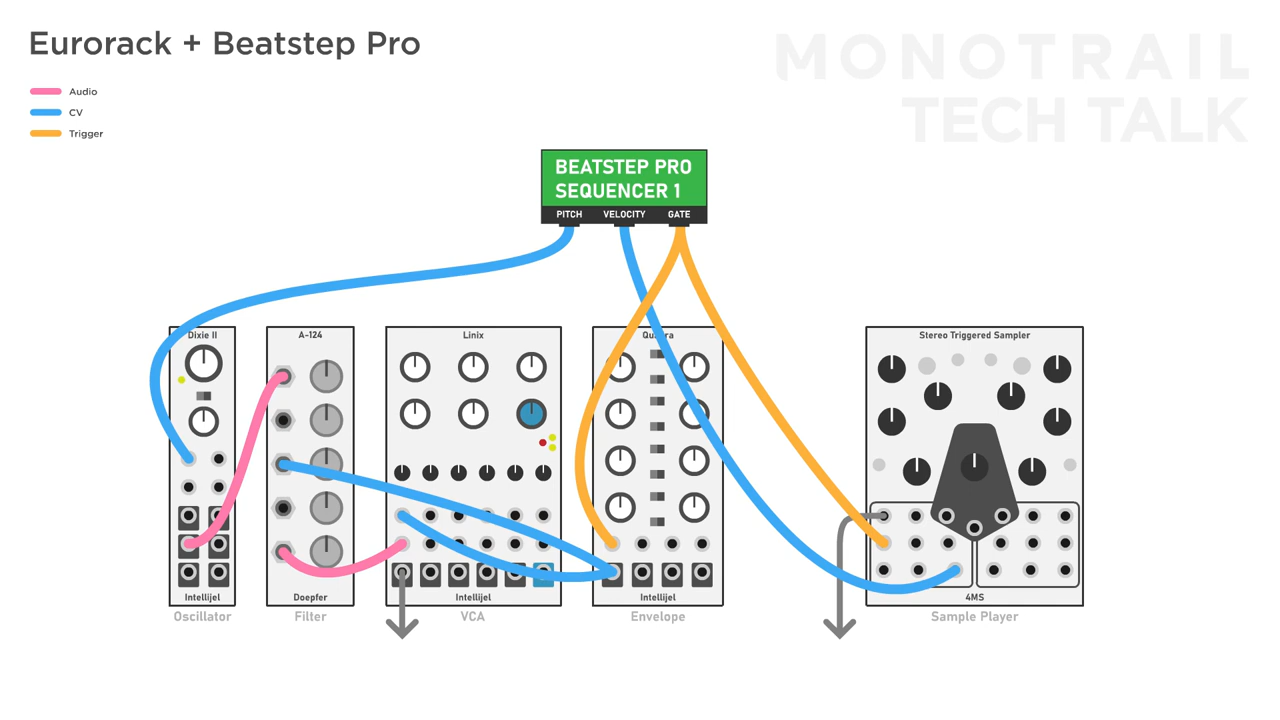 Eurorack + Beatstep Pro
MONOTRAIL
TECH TALK
Audio
CV
Trigger
BEATSTEP PRO
SEQUENCER 1
PITCH VELOCITY GATE
Dixie II
A-124
Linix
Stereo Triggered Sampler
Intellijel
Doepfer
Intellijel
Intellijel
4MS
Oscillator
Filter
VCA
Envelope
Sample Player